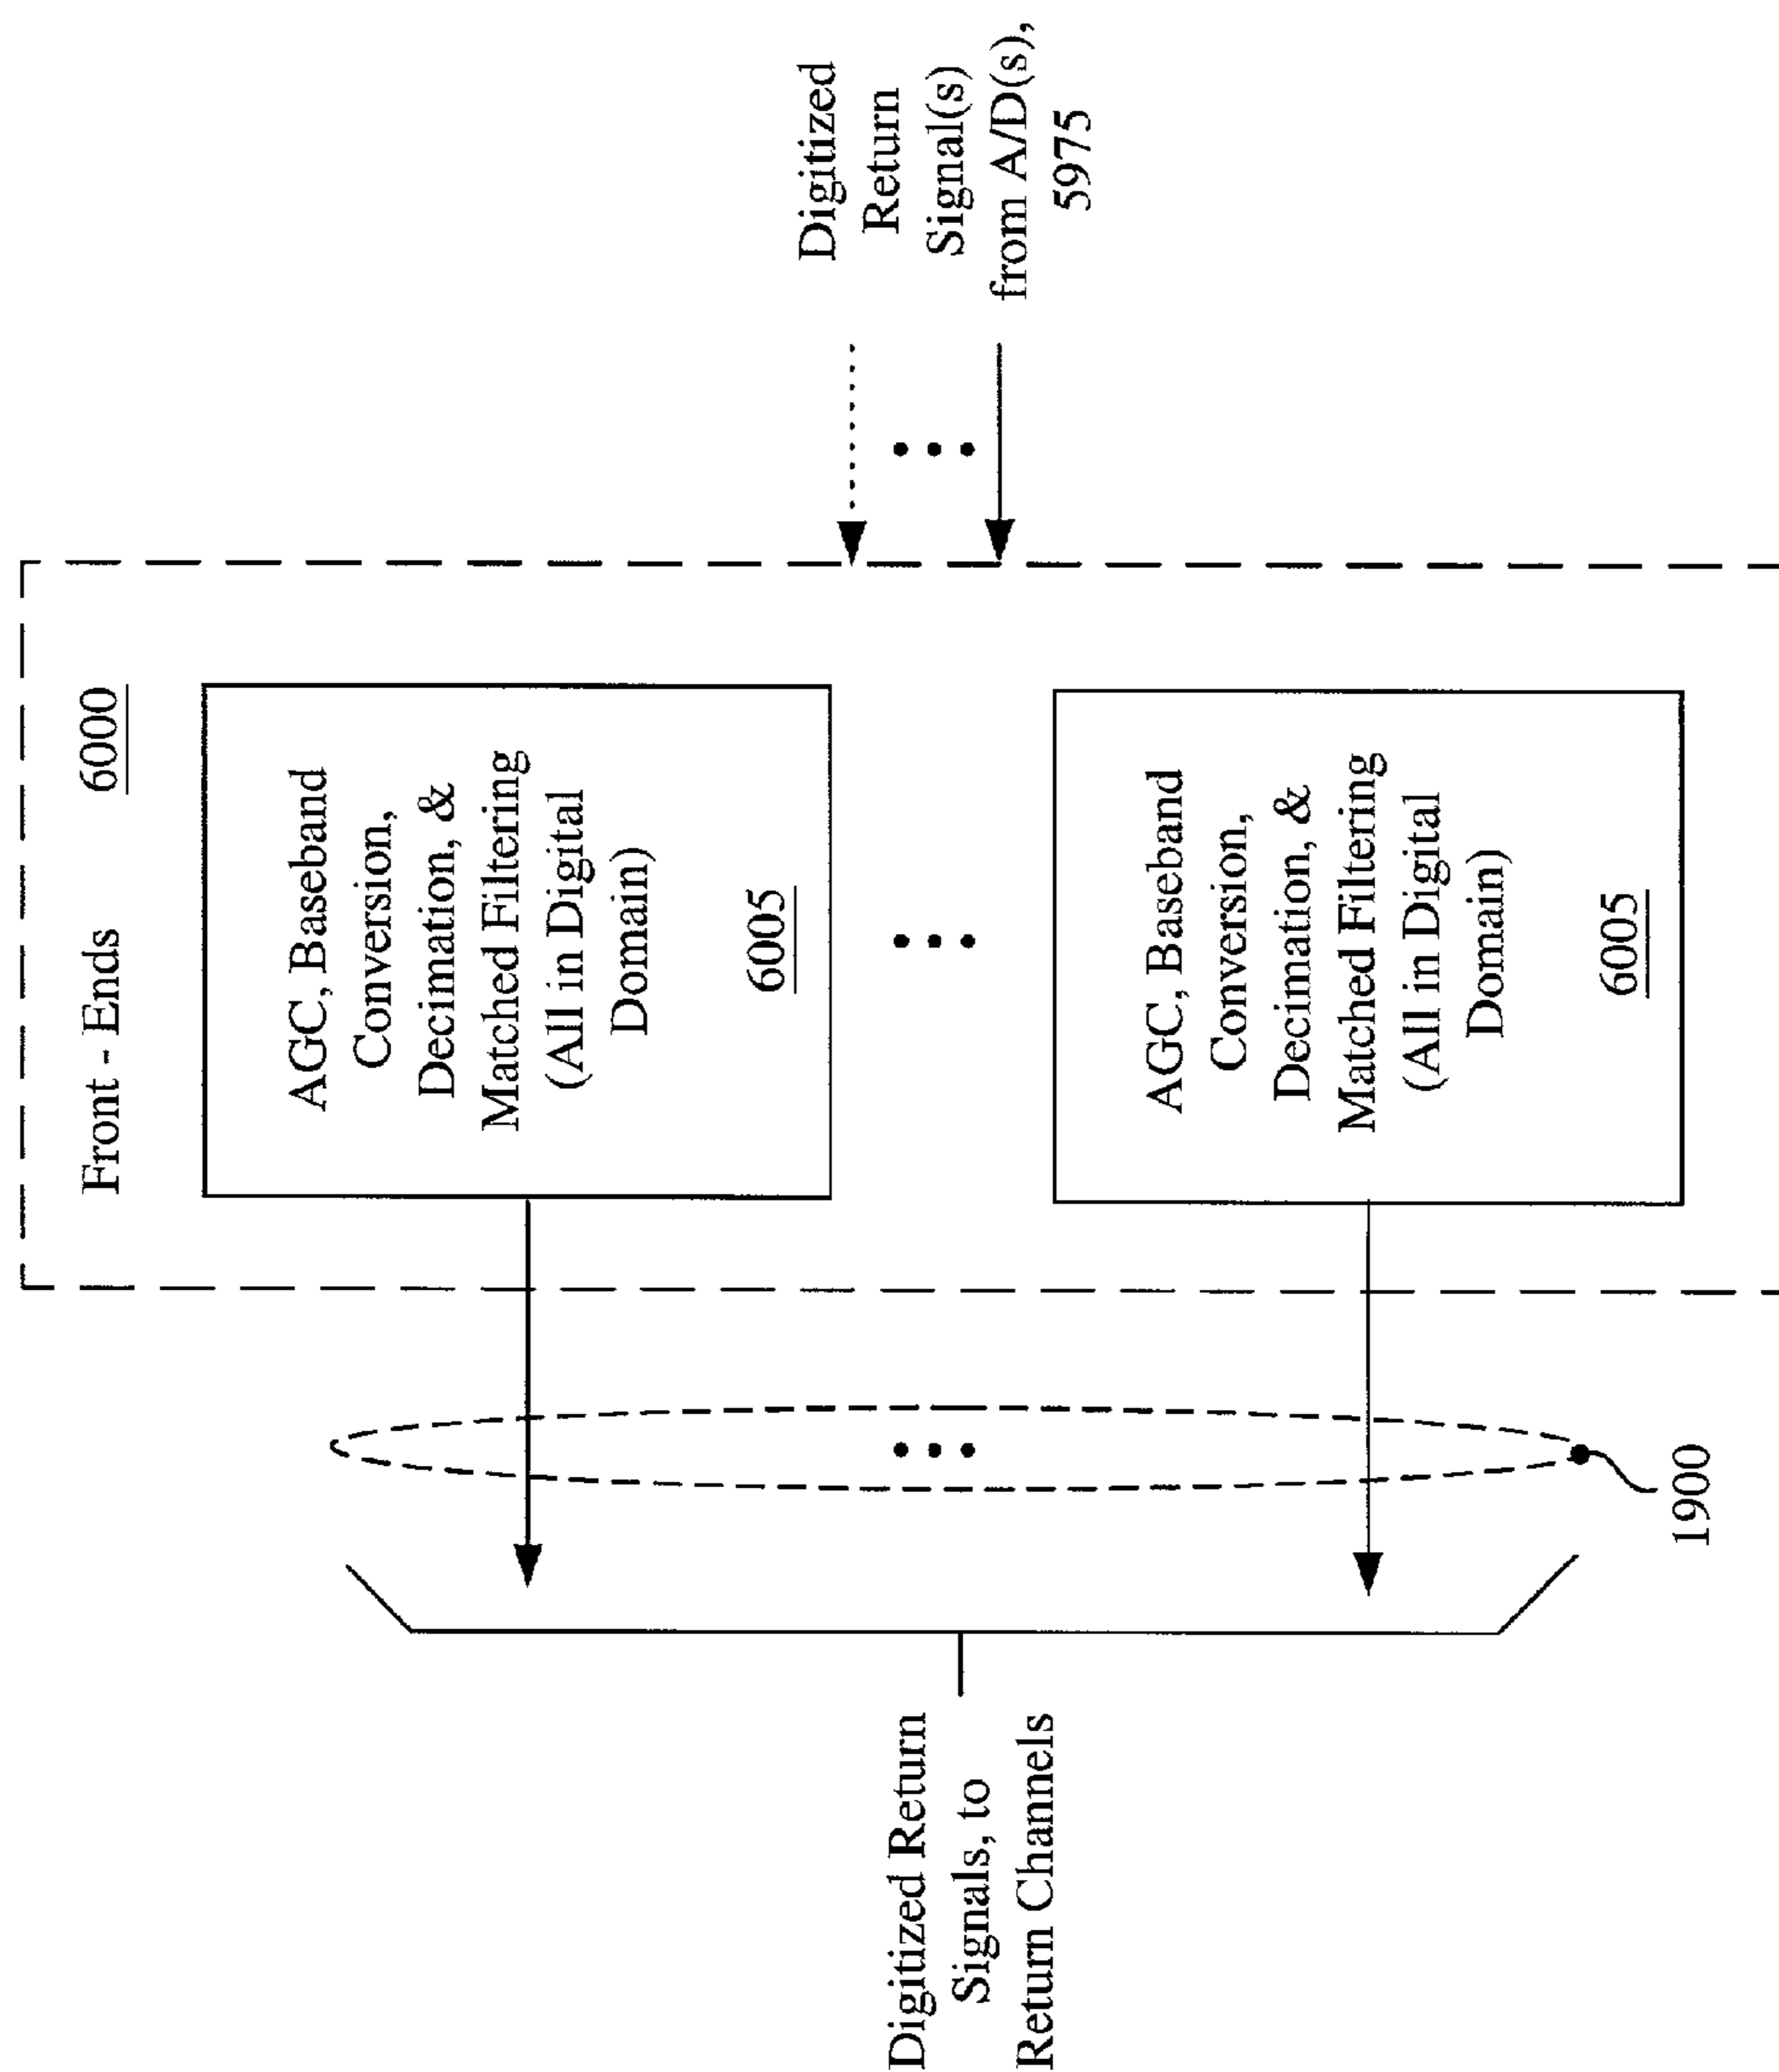 Digitized Return
Signals, to
Return Channels
1900
Front - Ends 6000
AGC, Baseband
Conversion,
Decimation, &
Matched Filtering
(All in Digital
Domain)
6005
AGC, Baseband
Conversion,
Decimation, &
Matched Filtering
(All in Digital
Domain)
6005
Digitized
Return
Signal(s)
from A/D(s),
5975